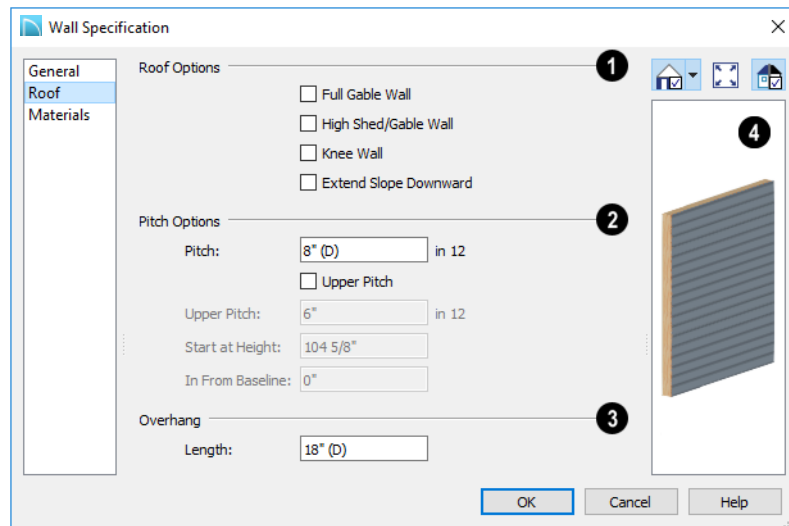 Wall Specification
General
Roof
Materials
Roof Options
1
Full Gable Wall
High Shed/Gable Wall
Knee Wall
Extend Slope Downward
Pitch Options
2
Pitch: 8" (D) in 12
Upper Pitch
Upper Pitch: 6" in 12
Start at Height: 104 5/8"
In From Baseline: 0"
Overhang
3
Length: 18" (D)
4
OK Cancel Help